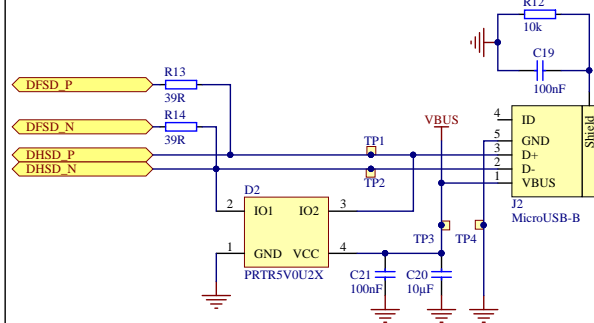 R12
10k
C19
100nF
R13
DFSD_P
39R
R14
DFSD_N
39R
VBUS
TP1
DHSD_P
DHSD_N
TP2
4 ID
5 GND
3 D+
2 D-
1 VBUS
Shield
J2
MicroUSB-B
D2
2 IO1 IO2 3
1 GND VCC 4
PRTR5V0U2X
TP3 TP4
C21
100nF
C20
10µF